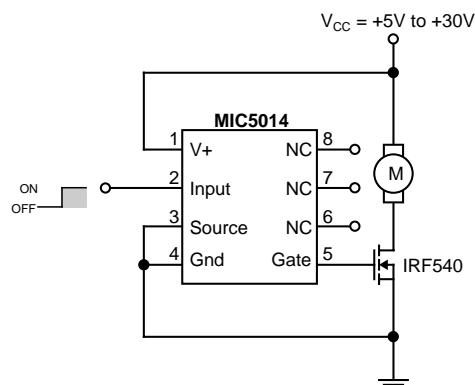 VCC = +5V to +30V
MIC5014
1 V+ NC 8
ON
OFF
2 Input NC 7
3 Source NC 6
4 Gnd Gate 5
M
IRF540